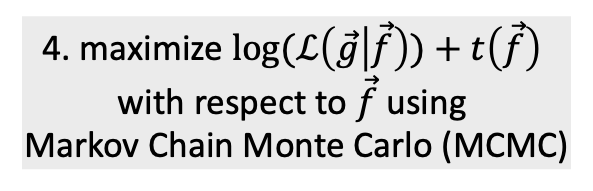 4. maximize log(ℒ(g⃗|f⃗)) + t(f⃗)
with respect to f⃗ using
Markov Chain Monte Carlo (MCMC)